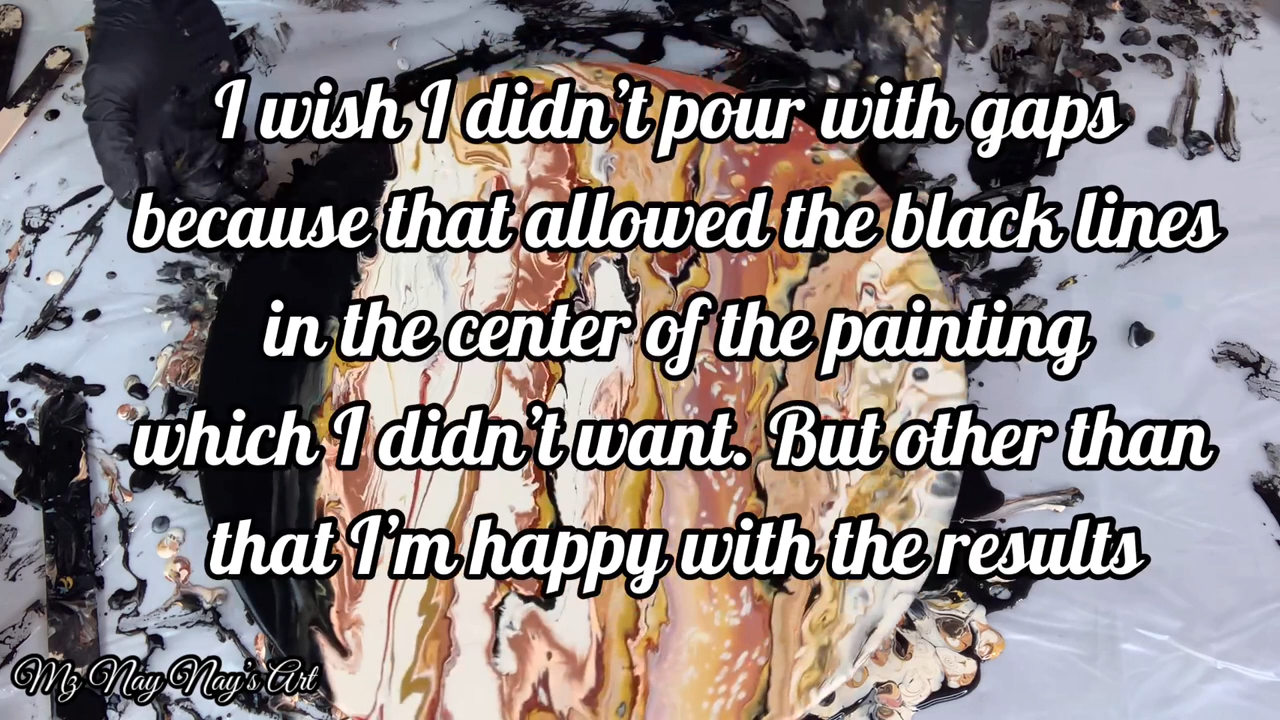 I wish I didn't pour with gaps
because that allowed the black lines
in the center of the painting
which I didn't want. But other than
that I'm happy with the results
Mz Nay Nay's Art